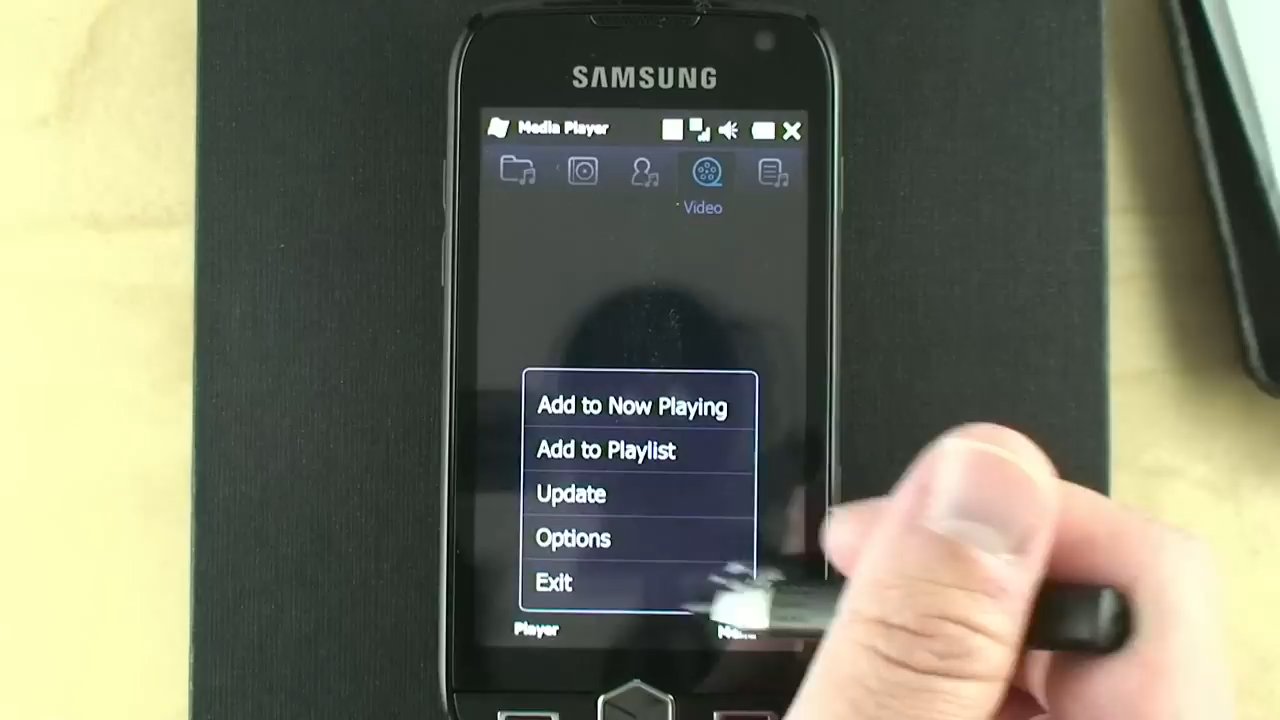 SAMSUNG
Media Player
Video
Add to Now Playing
Add to Playlist
Update
Options
Exit
Player